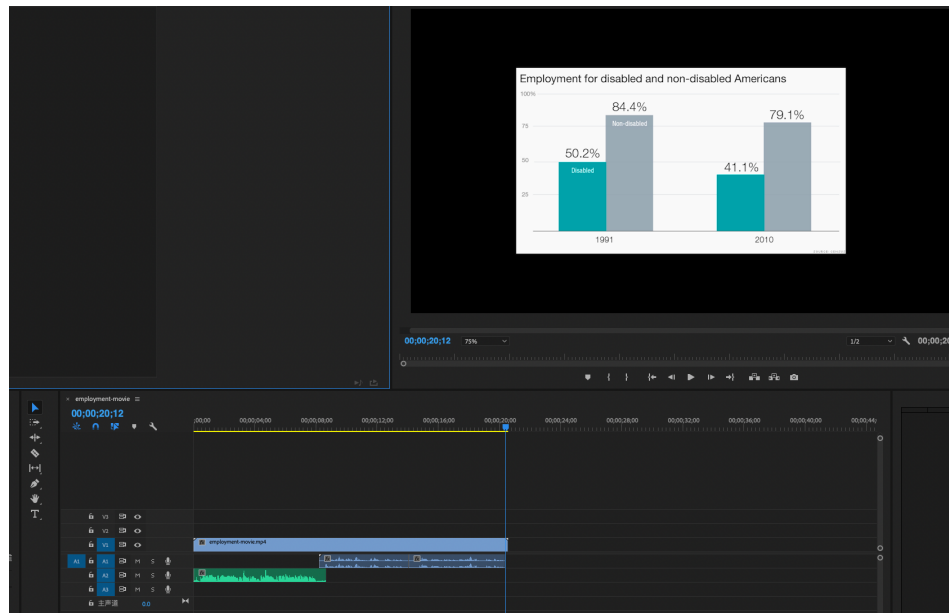 Employment for disabled and non-disabled Americans
100%
84.4%
79.1%
Non-disabled
75
50.2%
50
Disabled
41.1%
25
1991
2010
00;00;20;12
75%
1/2
00;00;20
× employment-movie
00;00;20;12
;00;00
00;00;04;00
00;00;08;00
00;00;12;00
00;00;16;00
00;00;20;00
00;00;24;00
00;00;28;00
00;00;32;00
00;00;36;00
00;00;40;00
00;00;44;
V3
V2
V1
fx employment-movie.mp4
A1 A1 M S
A2 M S
A3 M S
主声道 0.0